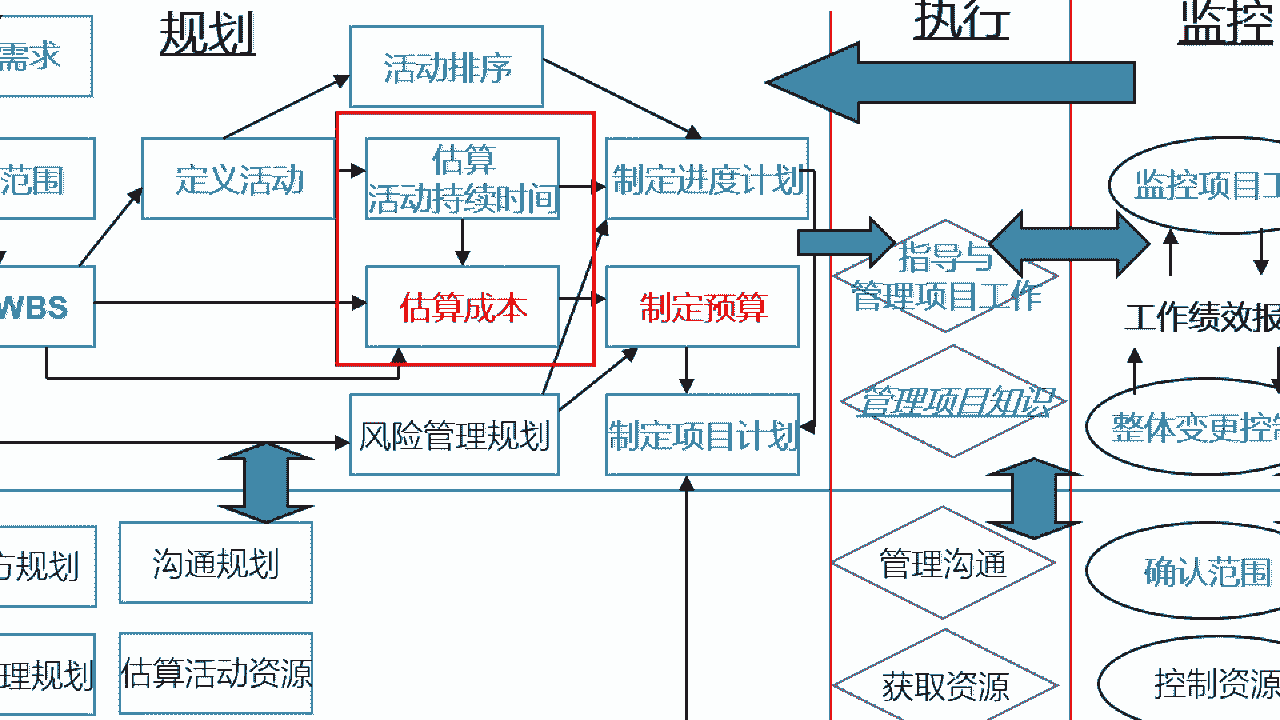 规划
执行
监控
需求
活动排序
范围
定义活动
估算
活动持续时间
制定进度计划
监控项目工
指导与
管理项目工作
WBS
估算成本
制定预算
工作绩效报
管理项目知识
风险管理规划
制定项目计划
整体变更控制
方规划
沟通规划
管理沟通
确认范围
理规划
估算活动资源
获取资源
控制资源